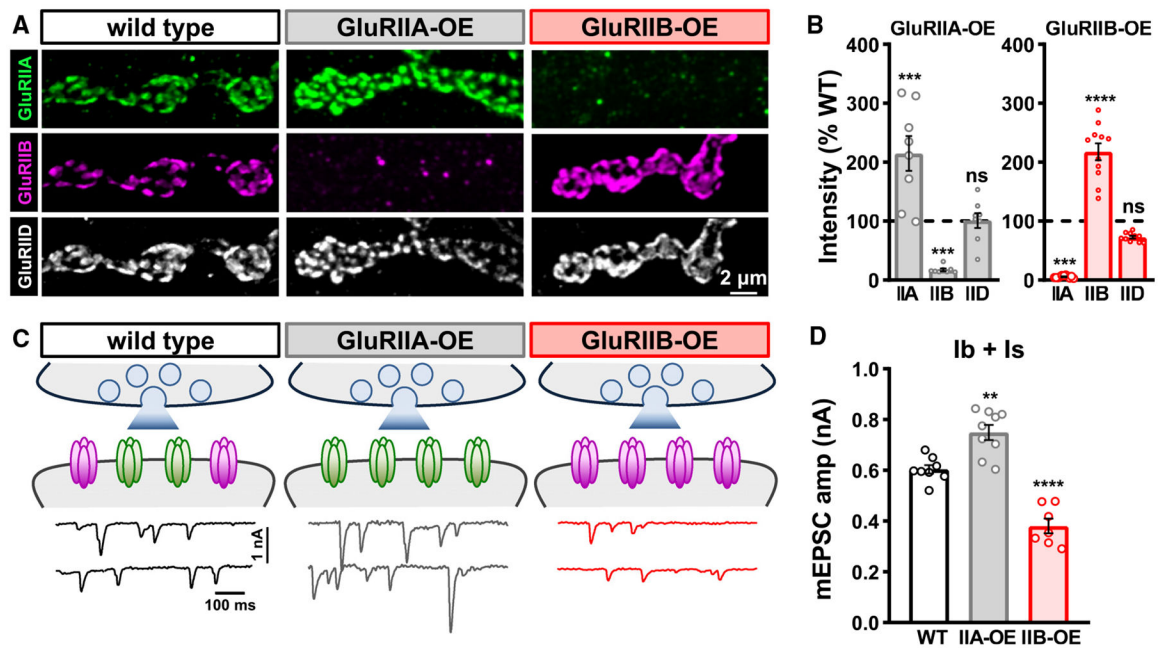 A
wild type
GluRIIA-OE
GluRIIB-OE
GluRIIA
GluRIIB
GluRIID
2 μm
B
GluRIIA-OE
GluRIIB-OE
Intensity (% WT)
400
300
200
100
0
***
***
ns
IIA
IIB
IID
400
300
200
100
0
***
****
ns
IIA
IIB
IID
C
wild type
GluRIIA-OE
GluRIIB-OE
1 nA
100 ms
D
Ib + Is
mEPSC amp (nA)
1.0
0.8
0.6
0.4
0.2
0.0
**
****
WT
IIA-OE
IIB-OE